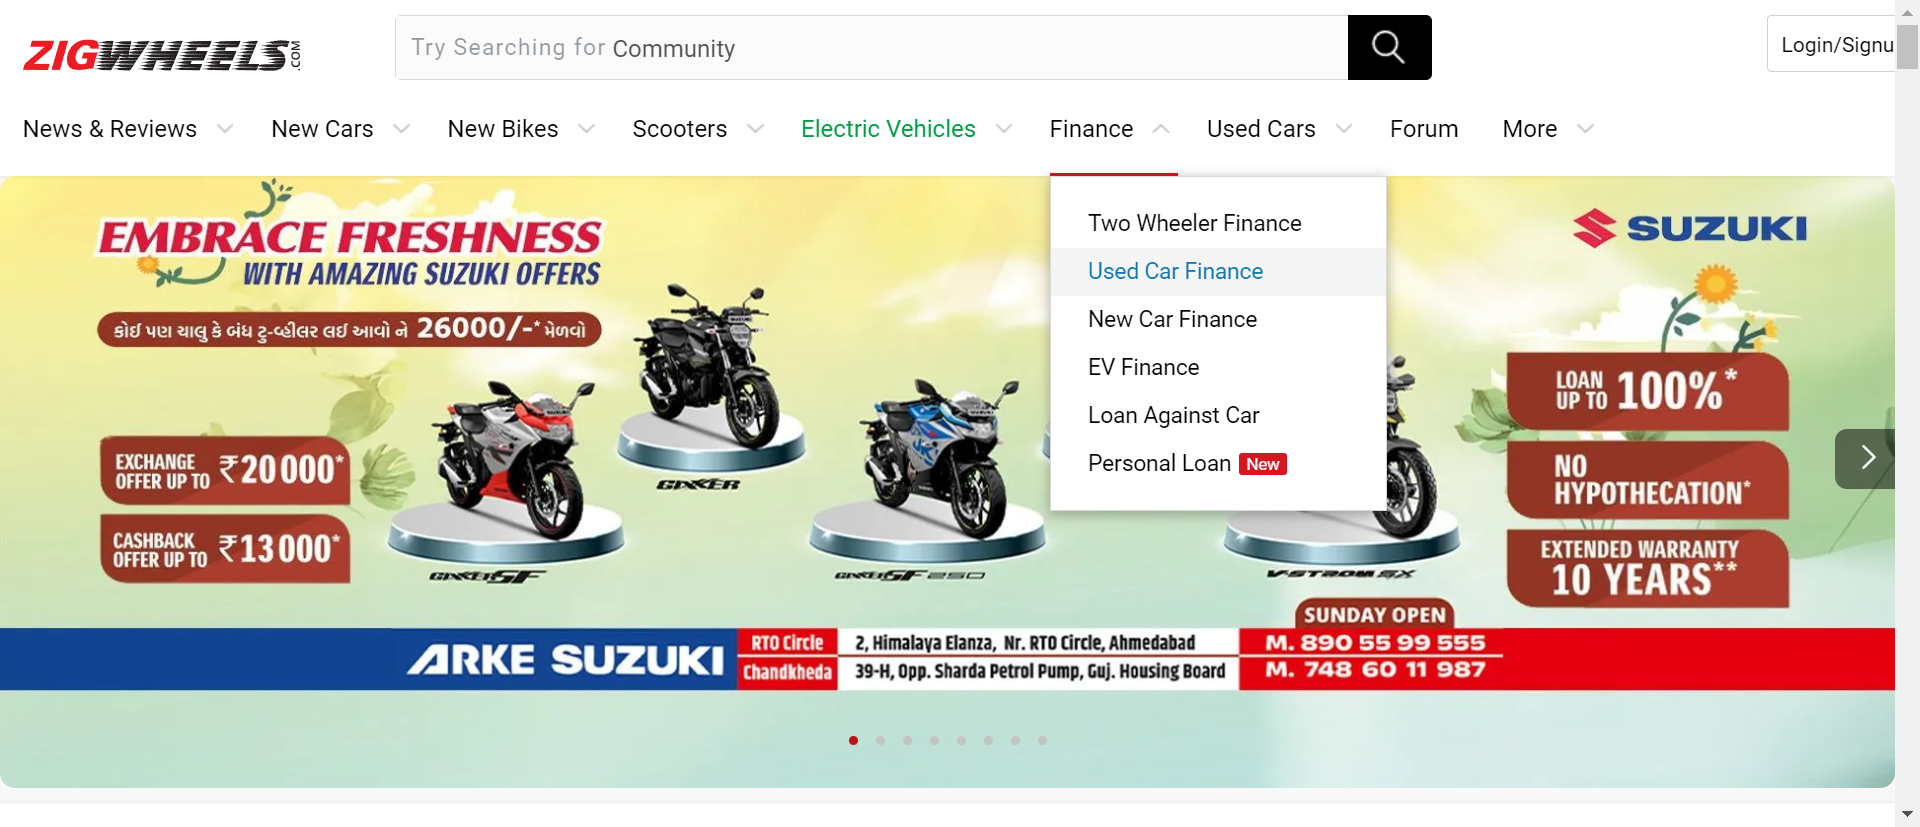 ZIGWHEELS.COM
Try Searching for Community
Login/Signu
News & Reviews
New Cars
New Bikes
Scooters
Electric Vehicles
Finance
Used Cars
Forum
More
Two Wheeler Finance
Used Car Finance
New Car Finance
EV Finance
Loan Against Car
Personal Loan New
EMBRACE FRESHNESS
WITH AMAZING SUZUKI OFFERS
કોઈ પણ ચાલુ કે બંધ ટુ-વ્હીલર લઈ આવો ને 26000/-* મેળવો
EXCHANGE
OFFER UP TO ₹20000*
CASHBACK
OFFER UP TO ₹13000*
GIXXER
GIXXER SF
GIXXER SF 250
V-STROM SX
SUZUKI
LOAN
UP TO 100%*
NO
HYPOTHECATION*
EXTENDED WARRANTY
10 YEARS**
SUNDAY OPEN
ARKE SUZUKI
RTO Circle
2, Himalaya Elanza, Nr. RTO Circle, Ahmedabad
M. 890 55 99 555
Chandkheda
39-H, Opp. Sharda Petrol Pump, Guj. Housing Board
M. 748 60 11 987